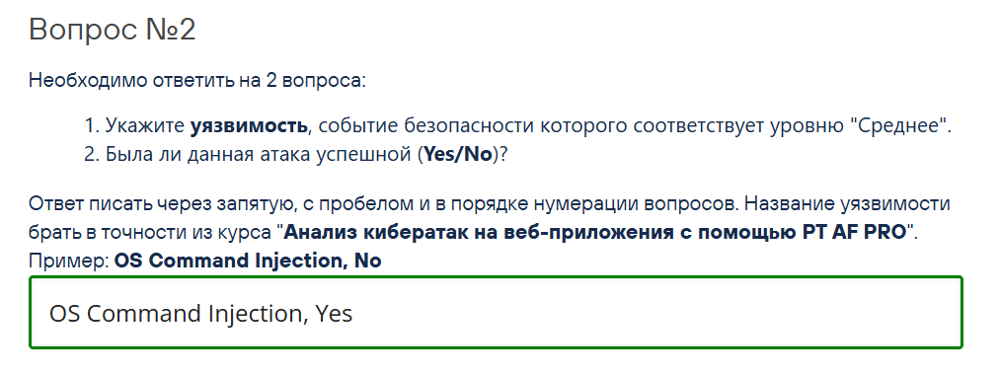 Вопрос №2
Необходимо ответить на 2 вопроса:
1. Укажите уязвимость, событие безопасности которого соответствует уровню "Среднее".
2. Была ли данная атака успешной (Yes/No)?
Ответ писать через запятую, с пробелом и в порядке нумерации вопросов. Название уязвимости
брать в точности из курса "Анализ кибератак на веб-приложения с помощью PT AF PRO".
Пример: OS Command Injection, No
OS Command Injection, Yes